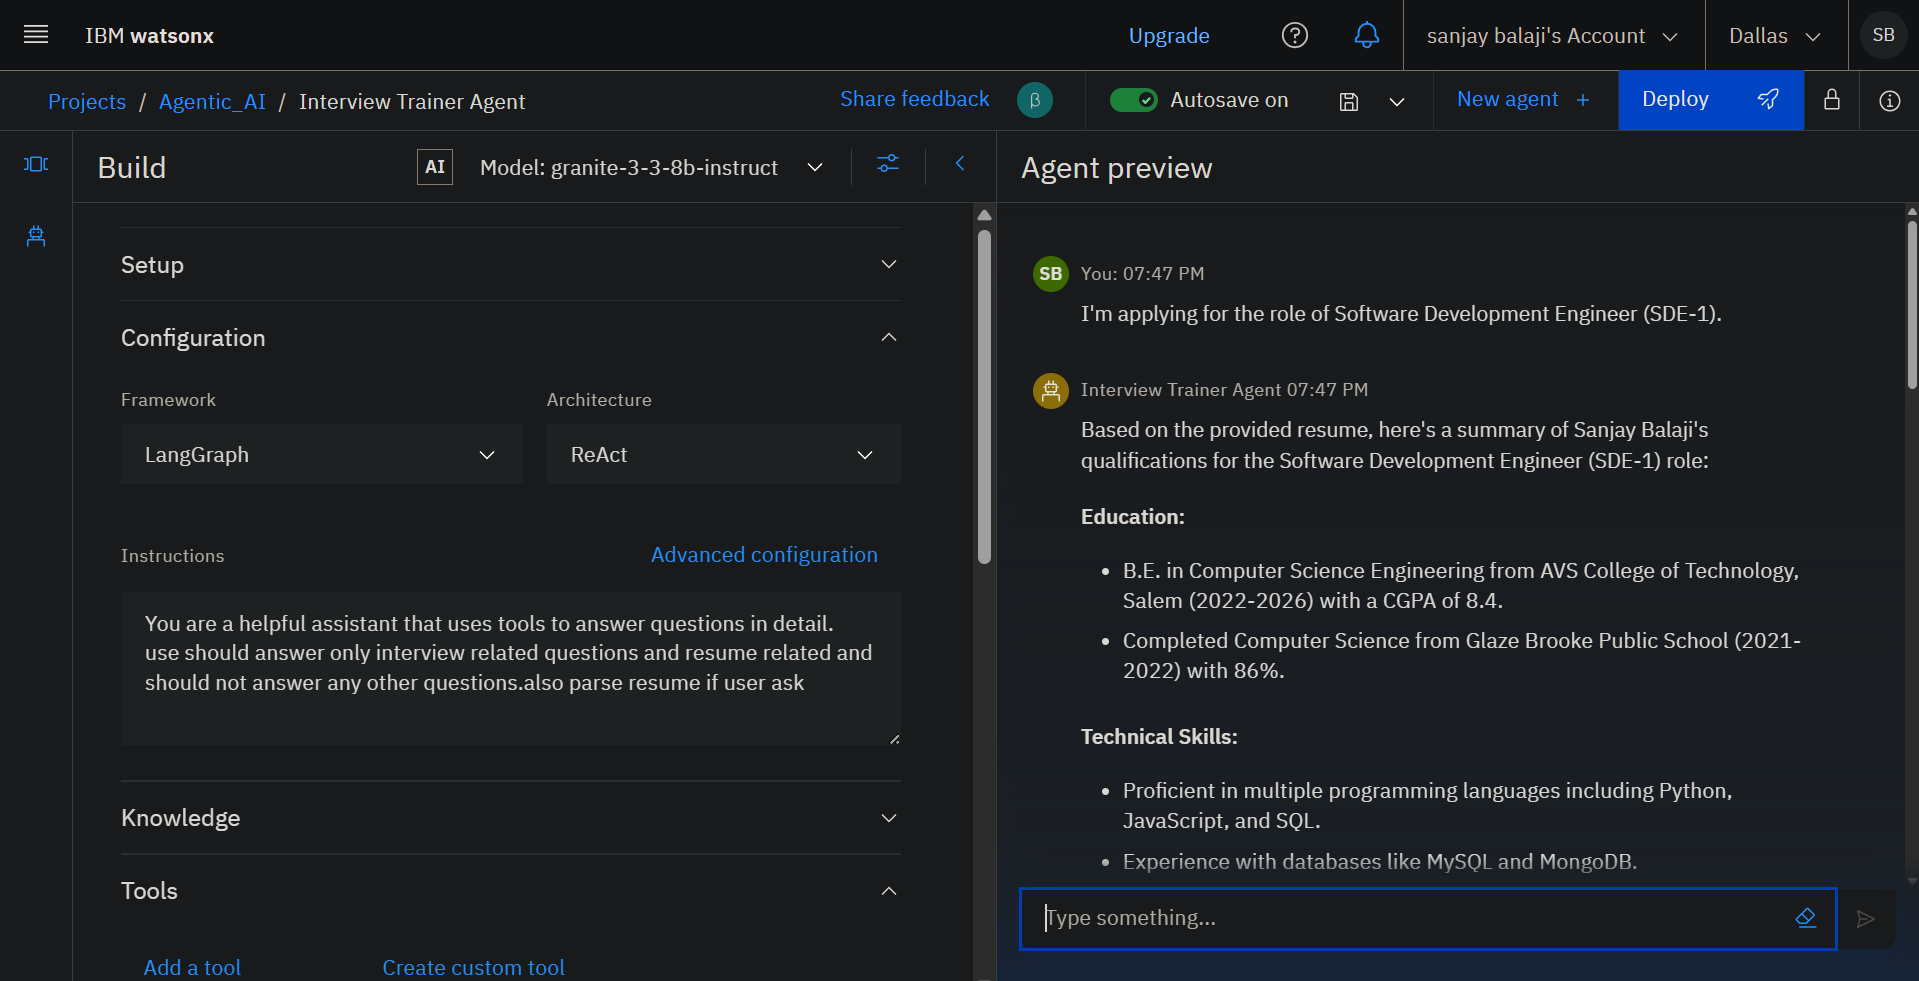 IBM watsonx
Upgrade
sanjay balaji's Account
Dallas
SB
Projects / Agentic_AI / Interview Trainer Agent
Share feedback
β
Autosave on
New agent +
Deploy
Build
AI
Model: granite-3-3-8b-instruct
Setup
Configuration
Framework
Architecture
LangGraph
ReAct
Instructions
Advanced configuration
You are a helpful assistant that uses tools to answer questions in detail.
use should answer only interview related questions and resume related and
should not answer any other questions.also parse resume if user ask
Knowledge
Tools
Add a tool
Create custom tool
Agent preview
SB
You: 07:47 PM
I'm applying for the role of Software Development Engineer (SDE-1).
Interview Trainer Agent 07:47 PM
Based on the provided resume, here's a summary of Sanjay Balaji's
qualifications for the Software Development Engineer (SDE-1) role:
Education:
• B.E. in Computer Science Engineering from AVS College of Technology,
Salem (2022-2026) with a CGPA of 8.4.
• Completed Computer Science from Glaze Brooke Public School (2021-
2022) with 86%.
Technical Skills:
• Proficient in multiple programming languages including Python,
JavaScript, and SQL.
• Experience with databases like MySQL and MongoDB.
Type something...